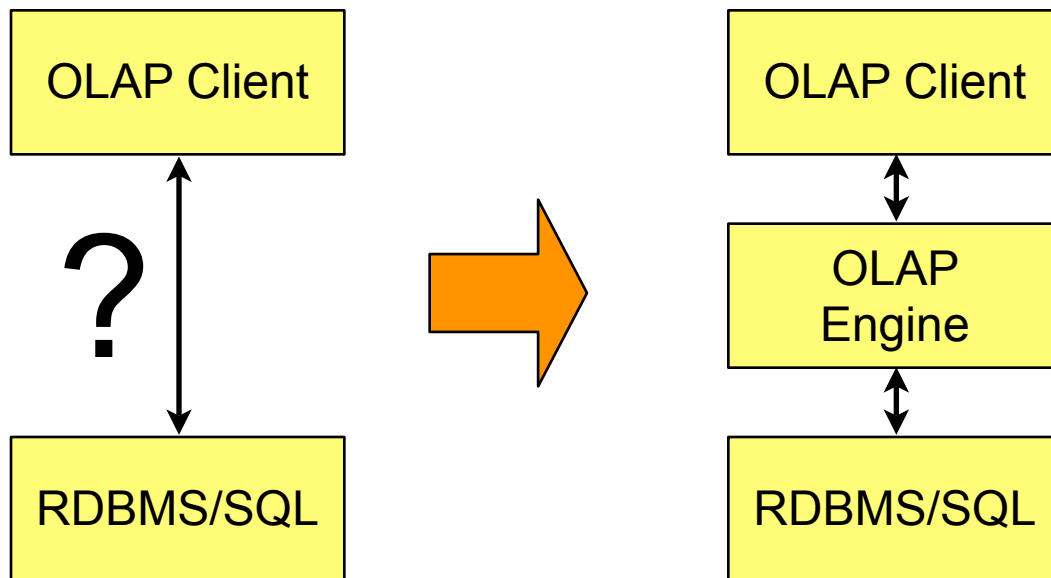 OLAP Client
?
RDBMS/SQL
OLAP Client
OLAP
Engine
RDBMS/SQL